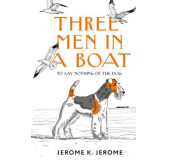 THREE
MEN IN
A BOAT
TO SAY NOTHING OF THE DOG
JEROME K. JEROME